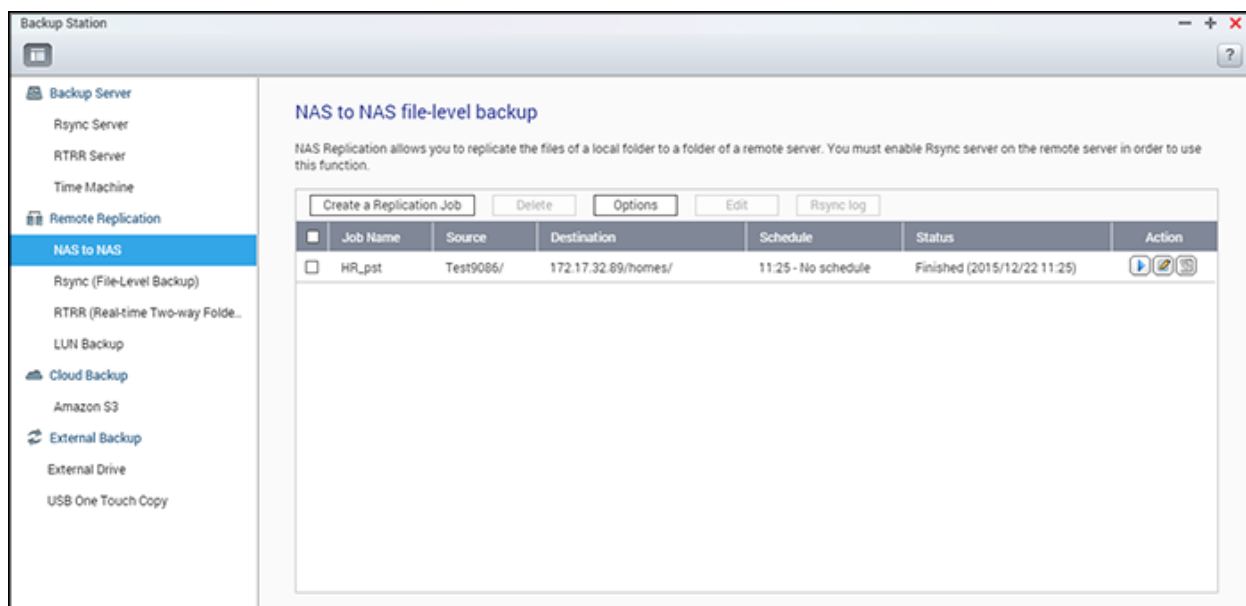 Backup Station
Backup Server
Rsync Server
RTRR Server
Time Machine
Remote Replication
NAS to NAS
Rsync (File-Level Backup)
RTRR (Real-time Two-way Folde..
LUN Backup
Cloud Backup
Amazon S3
External Backup
External Drive
USB One Touch Copy
?
NAS to NAS file-level backup
NAS Replication allows you to replicate the files of a local folder to a folder of a remote server. You must enable Rsync server on the remote server in order to use
this function.
Create a Replication Job Delete Options Edit Rsync log
Job Name Source Destination Schedule Status Action
HR_pst Test9086/ 172.17.32.89/homes/ 11:25 - No schedule Finished (2015/12/22 11:25)